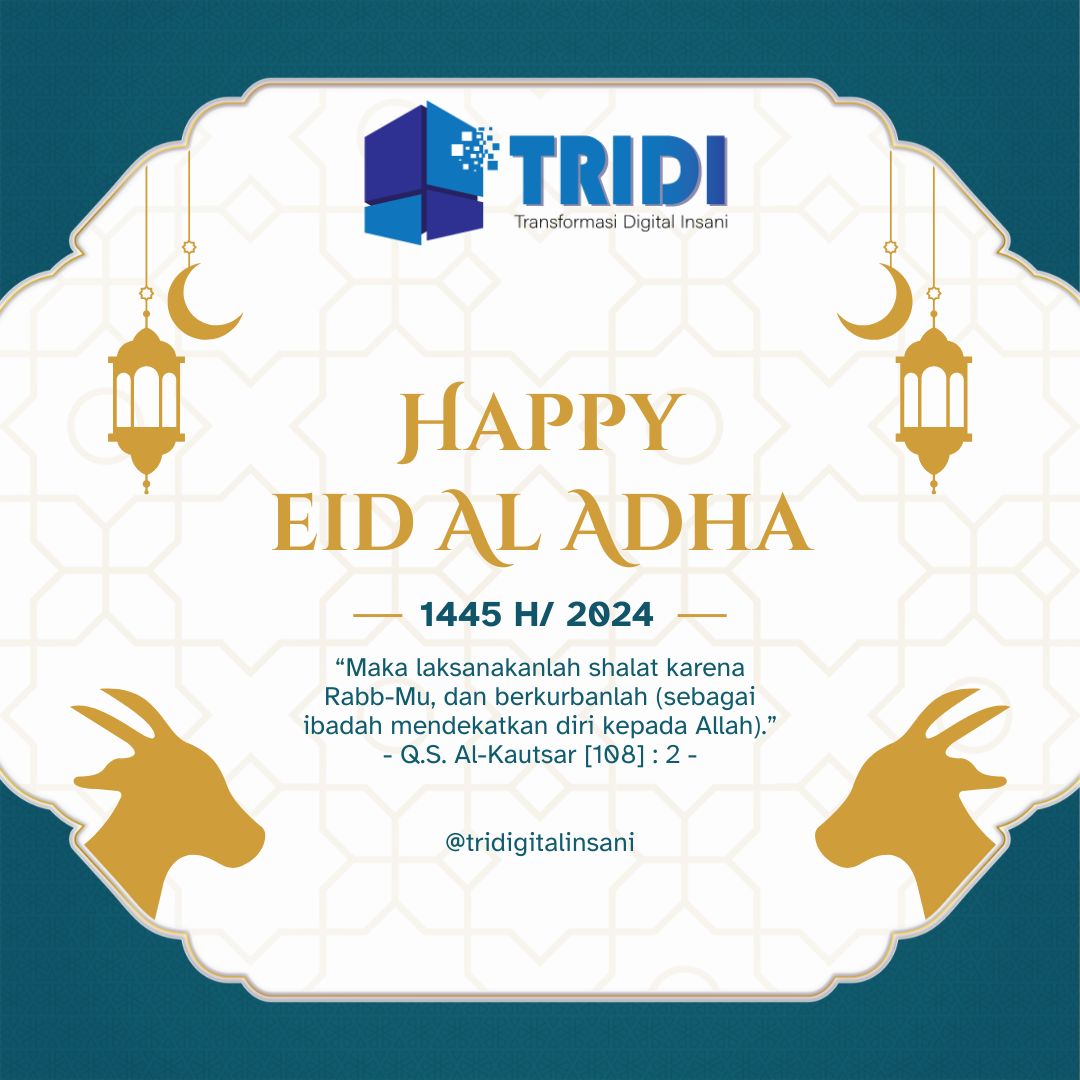 TRIDI
Transformasi Digital Insani
HAPPY
EID AL ADHA
1445 H/ 2024
“Maka laksanakanlah shalat karena
Rabb-Mu, dan berkurbanlah (sebagai
ibadah mendekatkan diri kepada Allah).”
- Q.S. Al-Kautsar [108] : 2 -
@tridigitalinsani